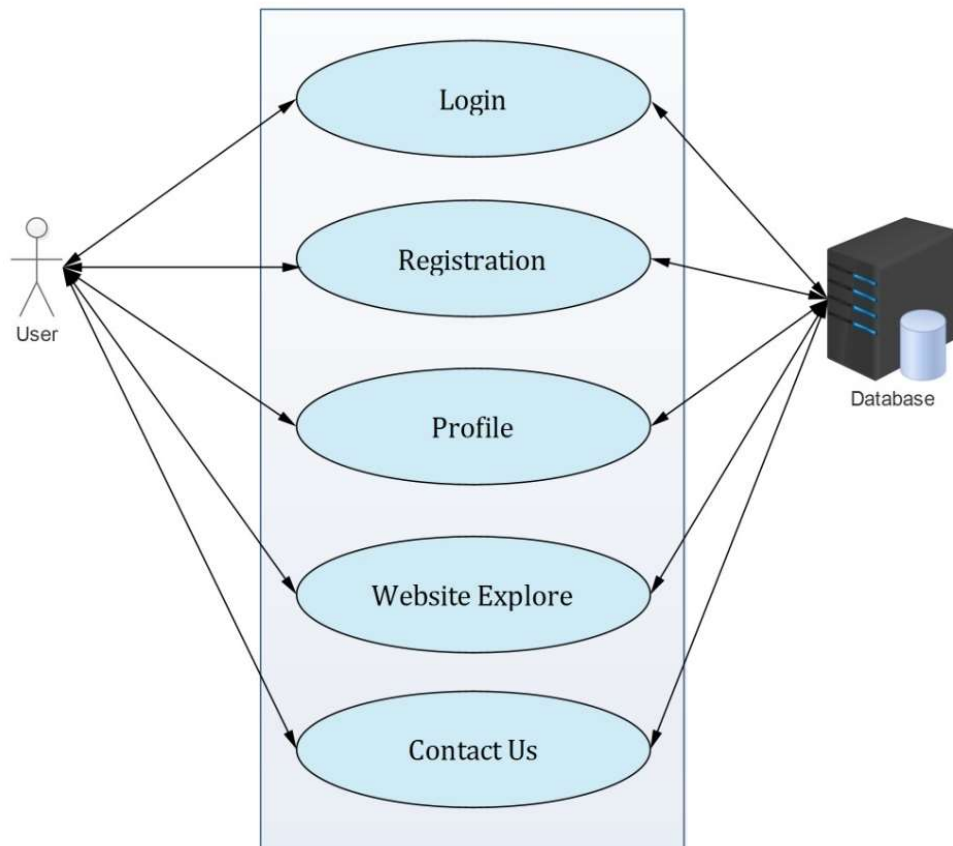 Login
Registration
User
Profile
Database
Website Explore
Contact Us